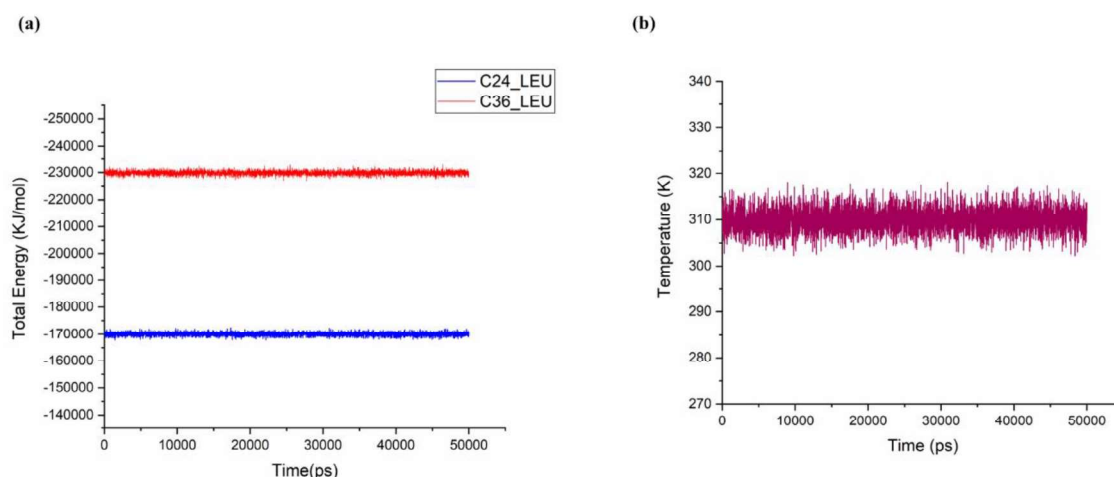 (a)
C24_LEU
C36_LEU
Total Energy (KJ/mol)
-250000
-240000
-230000
-220000
-210000
-200000
-190000
-180000
-170000
-160000
-150000
-140000
0 10000 20000 30000 40000 50000
Time(ps)
(b)
Temperature (K)
340
330
320
310
300
290
280
270
0 10000 20000 30000 40000 50000
Time (ps)